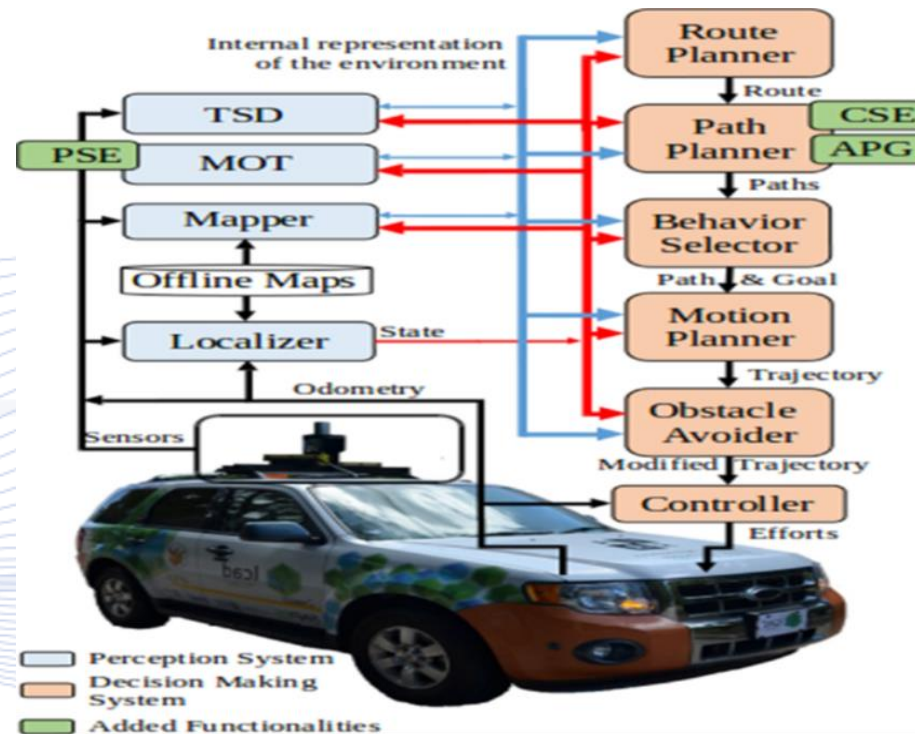 Internal representation
of the environment
Route
Planner
Route
TSD
PSE
MOT
Path
Planner
CSE
APG
Paths
Mapper
Behavior
Selector
Offline Maps
Path & Goal
Localizer
State
Motion
Planner
Odometry
Trajectory
Obstacle
Avoider
Sensors
Modified Trajectory
Controller
Efforts
Perception System
Decision Making
System
Added Functionalities